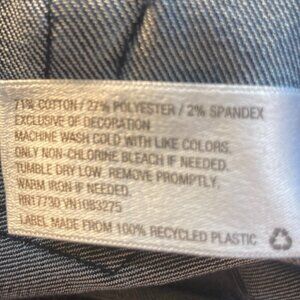 71% COTTON / 27% POLYESTER / 2% SPANDEX
EXCLUSIVE OF DECORATION
MACHINE WASH COLD WITH LIKE COLORS.
ONLY NON-CHLORINE BLEACH IF NEEDED.
TUMBLE DRY LOW. REMOVE PROMPTLY.
WARM IRON IF NEEDED.
RR17730 VN1083275
LABEL MADE FROM 100% RECYCLED PLASTIC